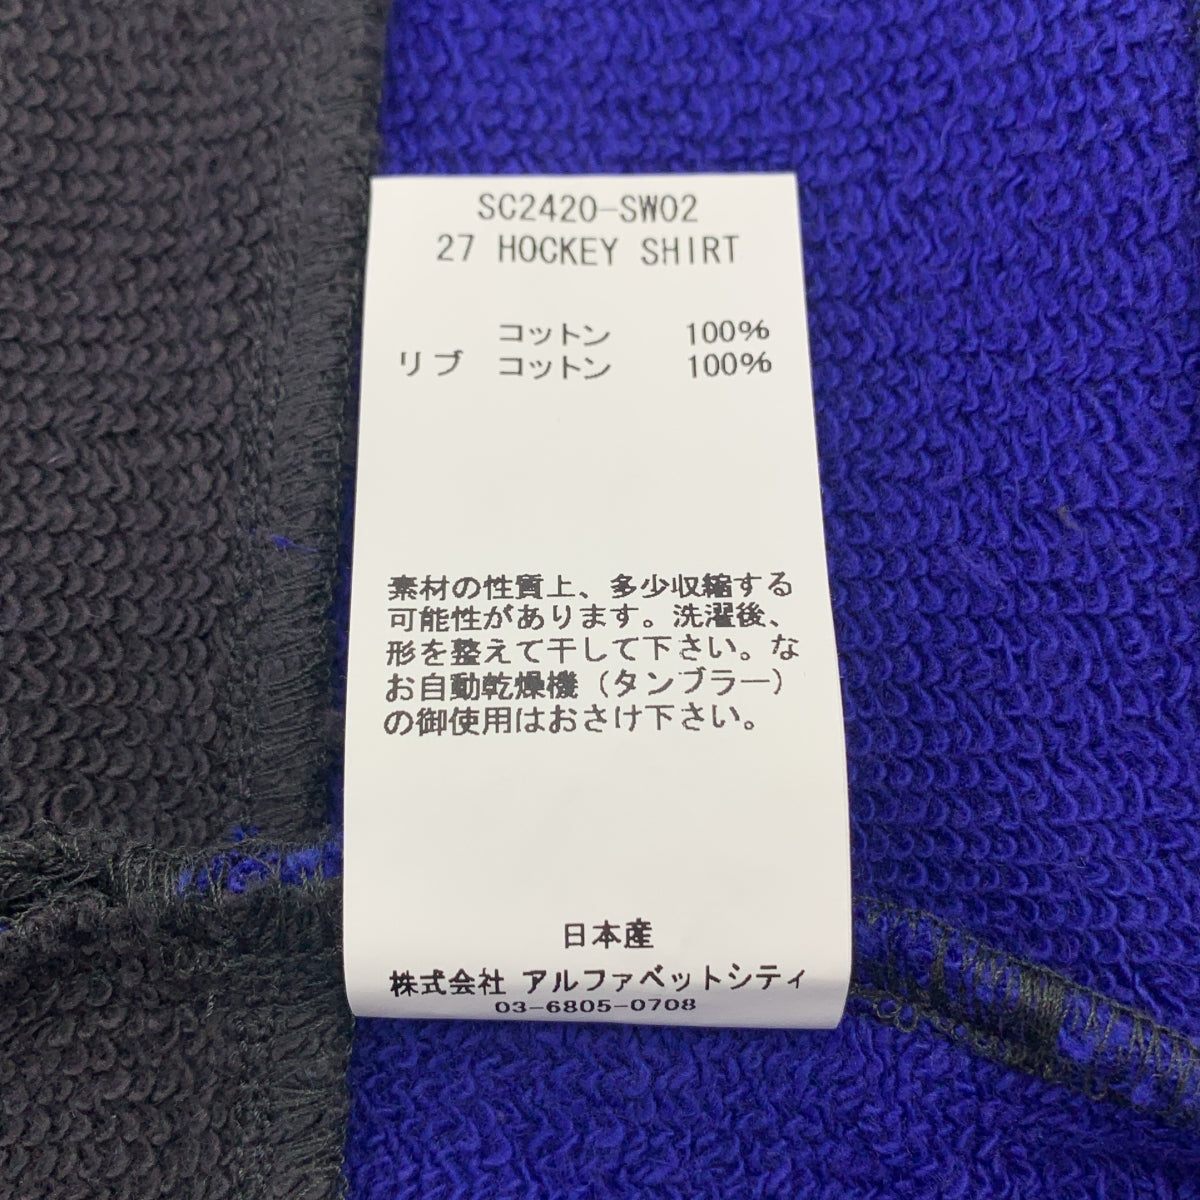 SC2420-SW02
27 HOCKEY SHIRT
コットン 100%
リブ コットン 100%
素材の性質上、多少収縮する
可能性があります。洗濯後、
形を整えて干して下さい。な
お自動乾燥機（タンブラー）
の御使用はおさけ下さい。
日本産
株式会社 アルファベットシティ
03-6805-0708